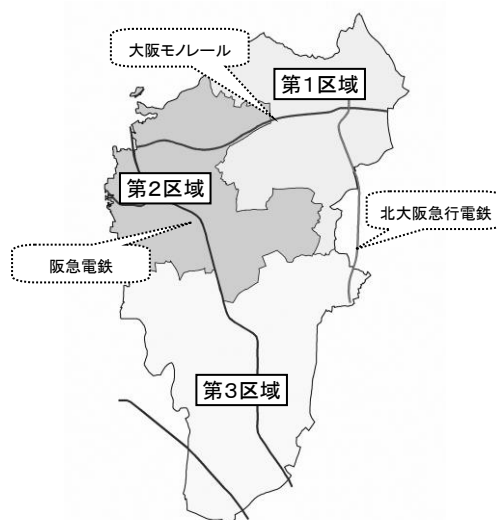 大阪モノレール
第1区域
第2区域
北大阪急行電鉄
阪急電鉄
第3区域